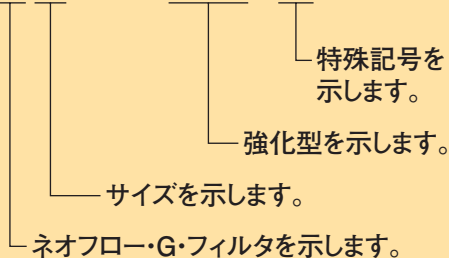 特殊記号を
示します。
強化型を示します。
サイズを示します。
ネオフロー・G・フィルタを示します。